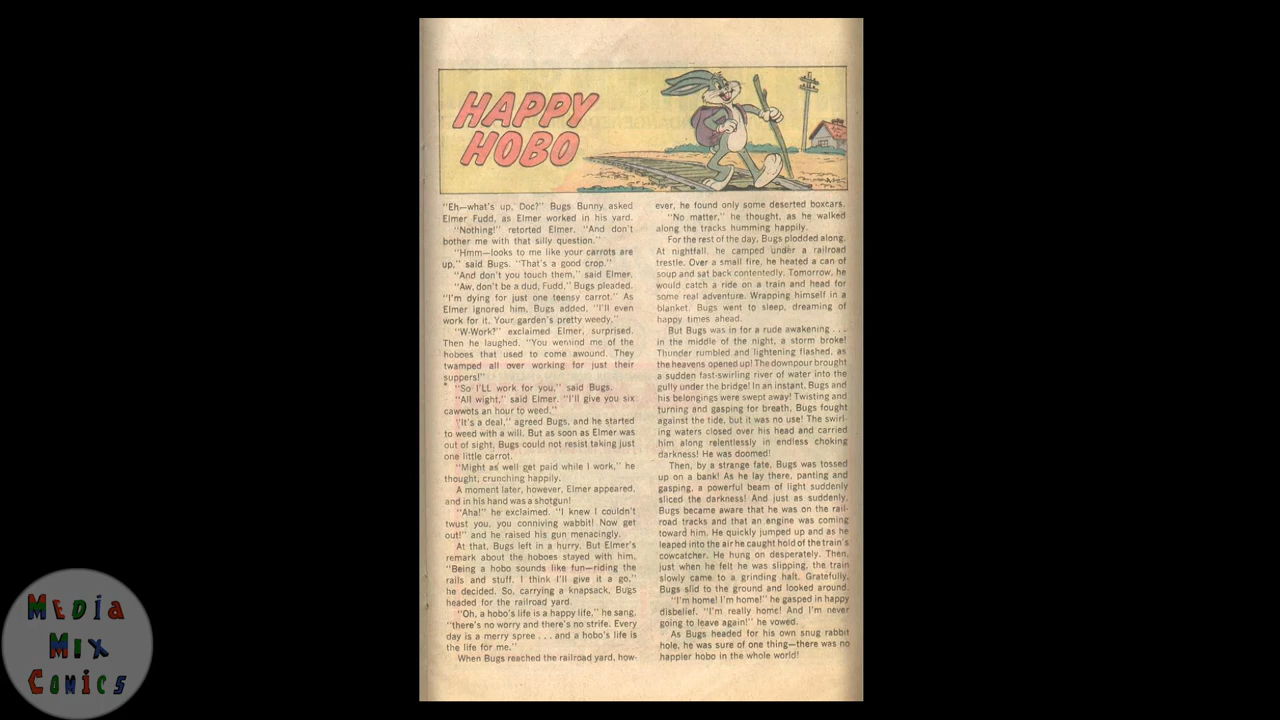 HAPPY
HOBO
"Eh—what's up, Doc?" Bugs Bunny asked
Elmer Fudd, as Elmer worked in his yard.
"Nothing!" retorted Elmer. "And don't
bother me with that silly question."
"Hmm—looks to me like your carrots are
up," said Bugs. "That's a good crop."
"And don't you touch them," said Elmer.
"Aw, don't be a dud, Fudd," Bugs pleaded.
"I'm dying for just one teensy carrot." As
Elmer ignored him, Bugs added, "I'll even
work for it. Your garden's pretty weedy."
"W-Work?" exclaimed Elmer, surprised.
Then he laughed. "You wemind me of the
hoboes that used to come awound. They
twamped all over working for just their
suppers!"
"So I'LL work for you," said Bugs.
"All wight," said Elmer. "I'll give you six
cawwots an hour to weed."
"It's a deal," agreed Bugs, and he started
to weed with a will. But as soon as Elmer was
out of sight, Bugs could not resist taking just
one little carrot.
"Might as well get paid while I work," he
thought, crunching happily.
A moment later, however, Elmer appeared,
and in his hand was a shotgun!
"Aha!" he exclaimed. "I knew I couldn't
twust you, you conniving wabbit! Now get
out!" and he raised his gun menacingly.
At that, Bugs left in a hurry. But Elmer's
remark about the hoboes stayed with him.
"Being a hobo sounds like fun—riding the
rails and stuff. I think I'll give it a go,"
he decided. So, carrying a knapsack, Bugs
headed for the railroad yard.
"Oh, a hobo's life is a happy life," he sang,
"there's no worry and there's no strife. Every
day is a merry spree . . . and a hobo's life is
the life for me."
When Bugs reached the railroad yard, how-
ever, he found only some deserted boxcars.
"No matter," he thought, as he walked
along the tracks humming happily.
For the rest of the day, Bugs plodded along.
At nightfall, he camped under a railroad
trestle. Over a small fire, he heated a can of
soup and sat back contentedly. Tomorrow, he
would catch a ride on a train and head for
some real adventure. Wrapping himself in a
blanket, Bugs went to sleep, dreaming of
happy times ahead.
But Bugs was in for a rude awakening . . .
in the middle of the night, a storm broke!
Thunder rumbled and lightening flashed, as
the heavens opened up! The downpour brought
a sudden fast-swirling river of water into the
gully under the bridge! In an instant, Bugs and
his belongings were swept away! Twisting and
turning and gasping for breath, Bugs fought
against the tide, but it was no use! The swirl-
ing waters closed over his head and carried
him along relentlessly in endless choking
darkness! He was doomed!
Then, by a strange fate, Bugs was tossed
up on a bank! As he lay there, panting and
gasping, a powerful beam of light suddenly
sliced the darkness! And just as suddenly,
Bugs became aware that he was on the rail-
road tracks and that an engine was coming
toward him. He quickly jumped up and as he
leaped into the air he caught hold of the train's
cowcatcher. He hung on desperately. Then,
just when he felt he was slipping, the train
slowly came to a grinding halt. Gratefully,
Bugs slid to the ground and looked around.
"I'm home! I'm home!" he gasped in happy
disbelief. "I'm really home! And I'm never
going to leave again!" he vowed.
As Bugs headed for his own snug rabbit
hole, he was sure of one thing—there was no
happier hobo in the whole world!
MEDIA
MIX
COMICS